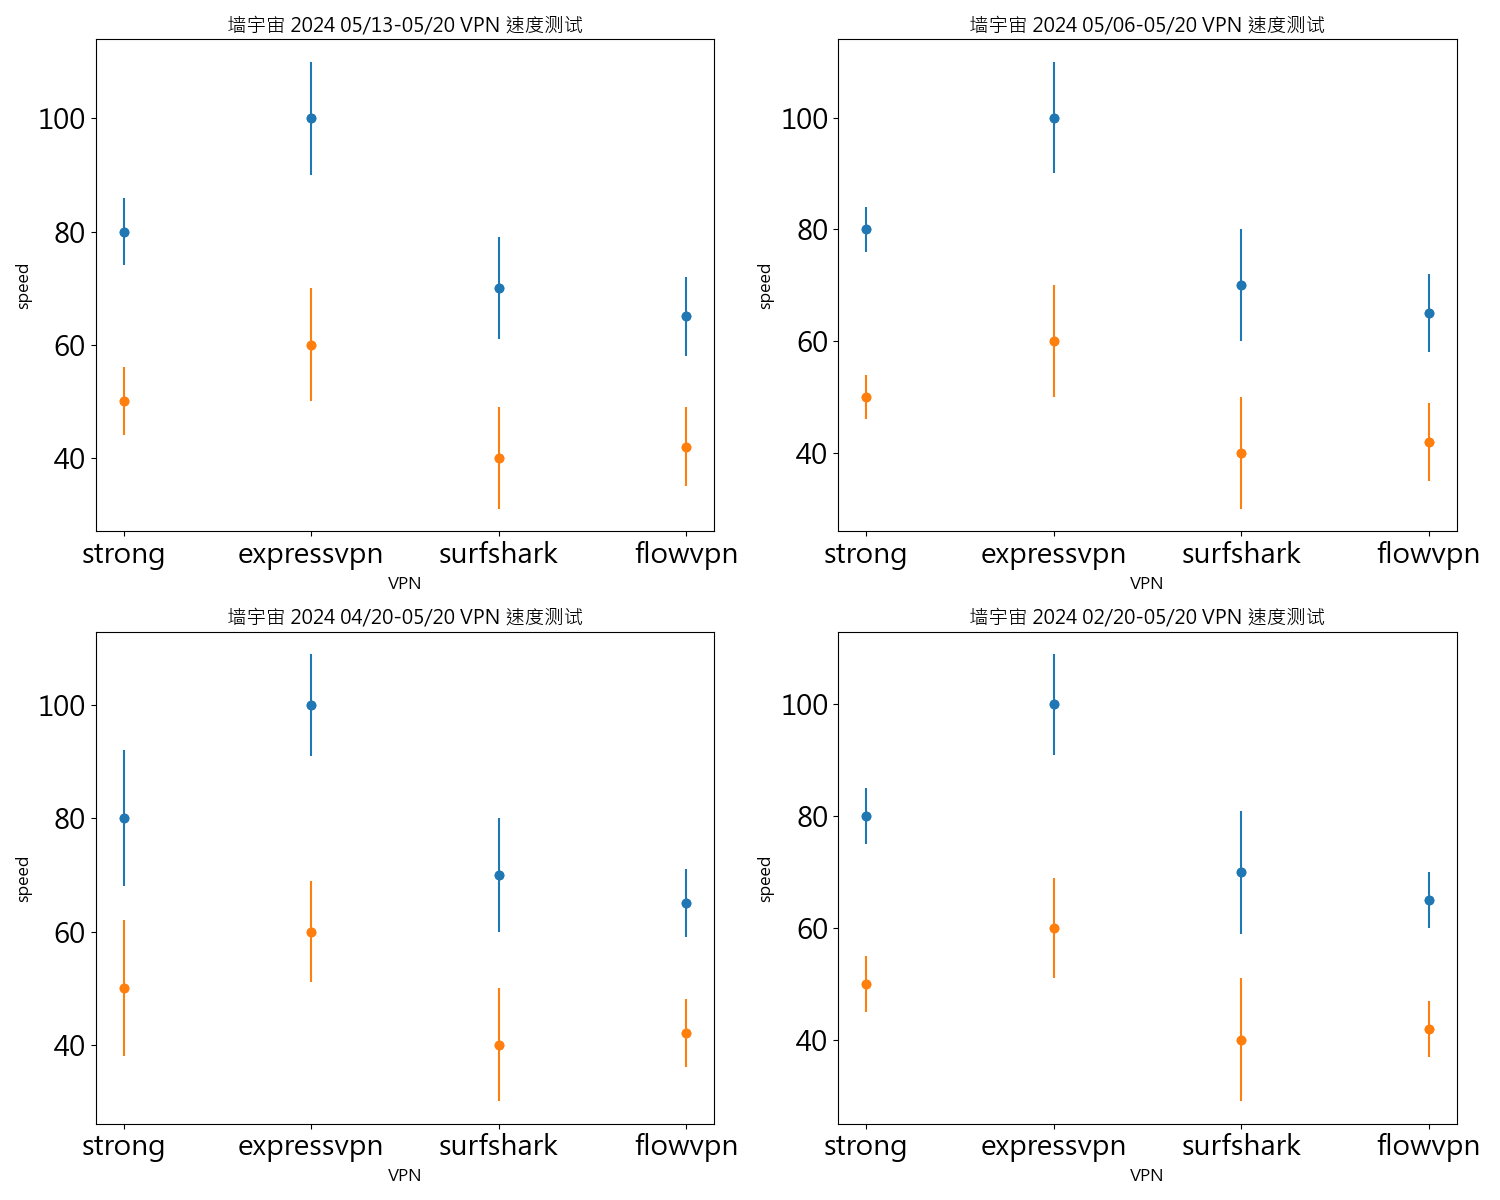 墙宇宙 2024 05/13-05/20 VPN 速度测试
speed
100
80
60
40
strong expressvpn surfshark flowvpn
VPN
墙宇宙 2024 05/06-05/20 VPN 速度测试
speed
100
80
60
40
strong expressvpn surfshark flowvpn
VPN
墙宇宙 2024 04/20-05/20 VPN 速度测试
speed
100
80
60
40
strong expressvpn surfshark flowvpn
VPN
墙宇宙 2024 02/20-05/20 VPN 速度测试
speed
100
80
60
40
strong expressvpn surfshark flowvpn
VPN